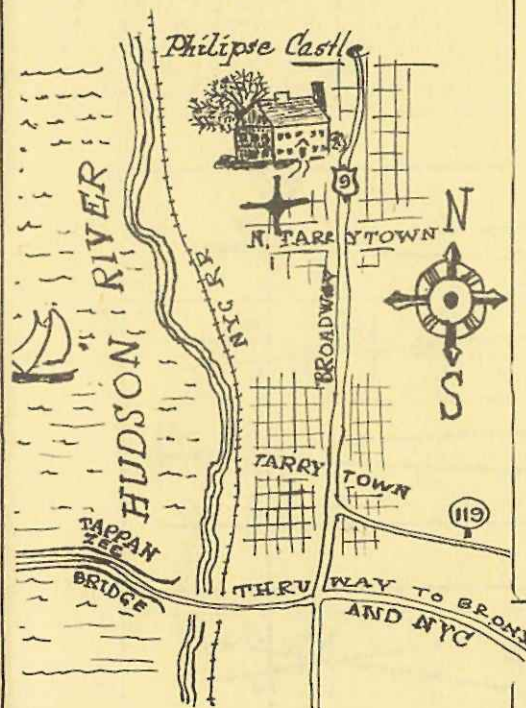 Philipse Castle
9
N. TARRYTOWN
N
S
HUDSON RIVER
NYC RR
BROADWAY
TARRY TOWN
119
TAPPAN
ZEE
BRIDGE
THRUWAY TO BRONX
AND NYC